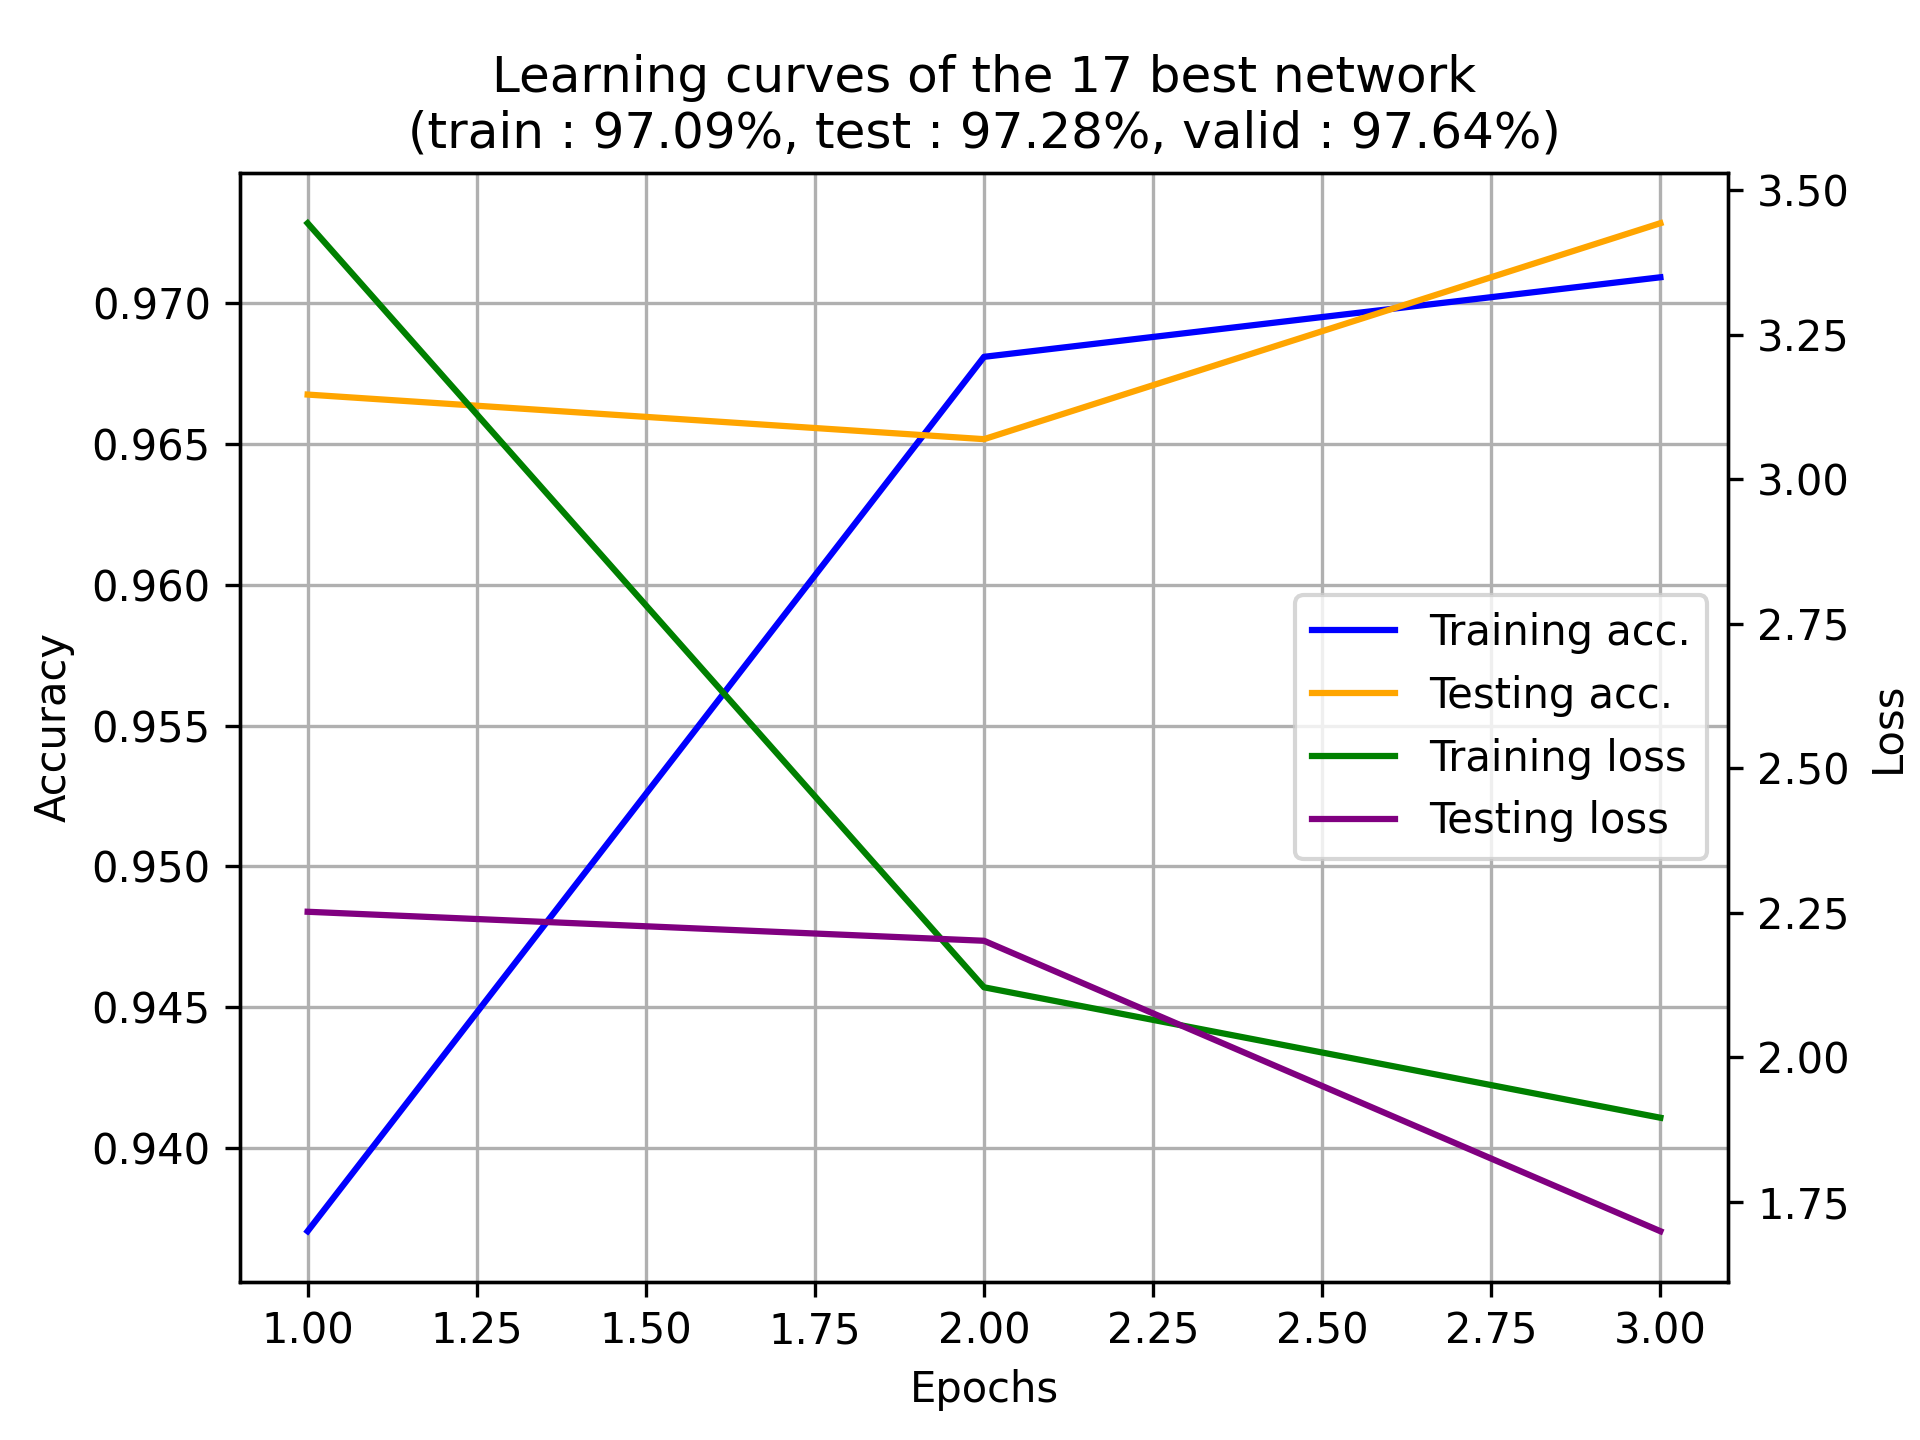 Learning curves of the 17 best network
(train : 97.09%, test : 97.28%, valid : 97.64%)
Accuracy
0.970
0.965
0.960
0.955
0.950
0.945
0.940
3.50
3.25
3.00
2.75
2.50
2.25
2.00
1.75
Loss
Training acc.
Testing acc.
Training loss
Testing loss
1.00 1.25 1.50 1.75 2.00 2.25 2.50 2.75 3.00
Epochs